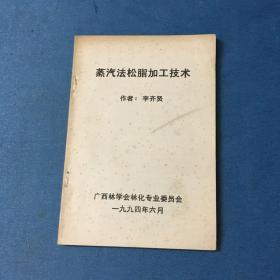 蒸汽法松脂加工技术
作者：李齐贤
广西林学会林化专业委员会
一九九四年六月